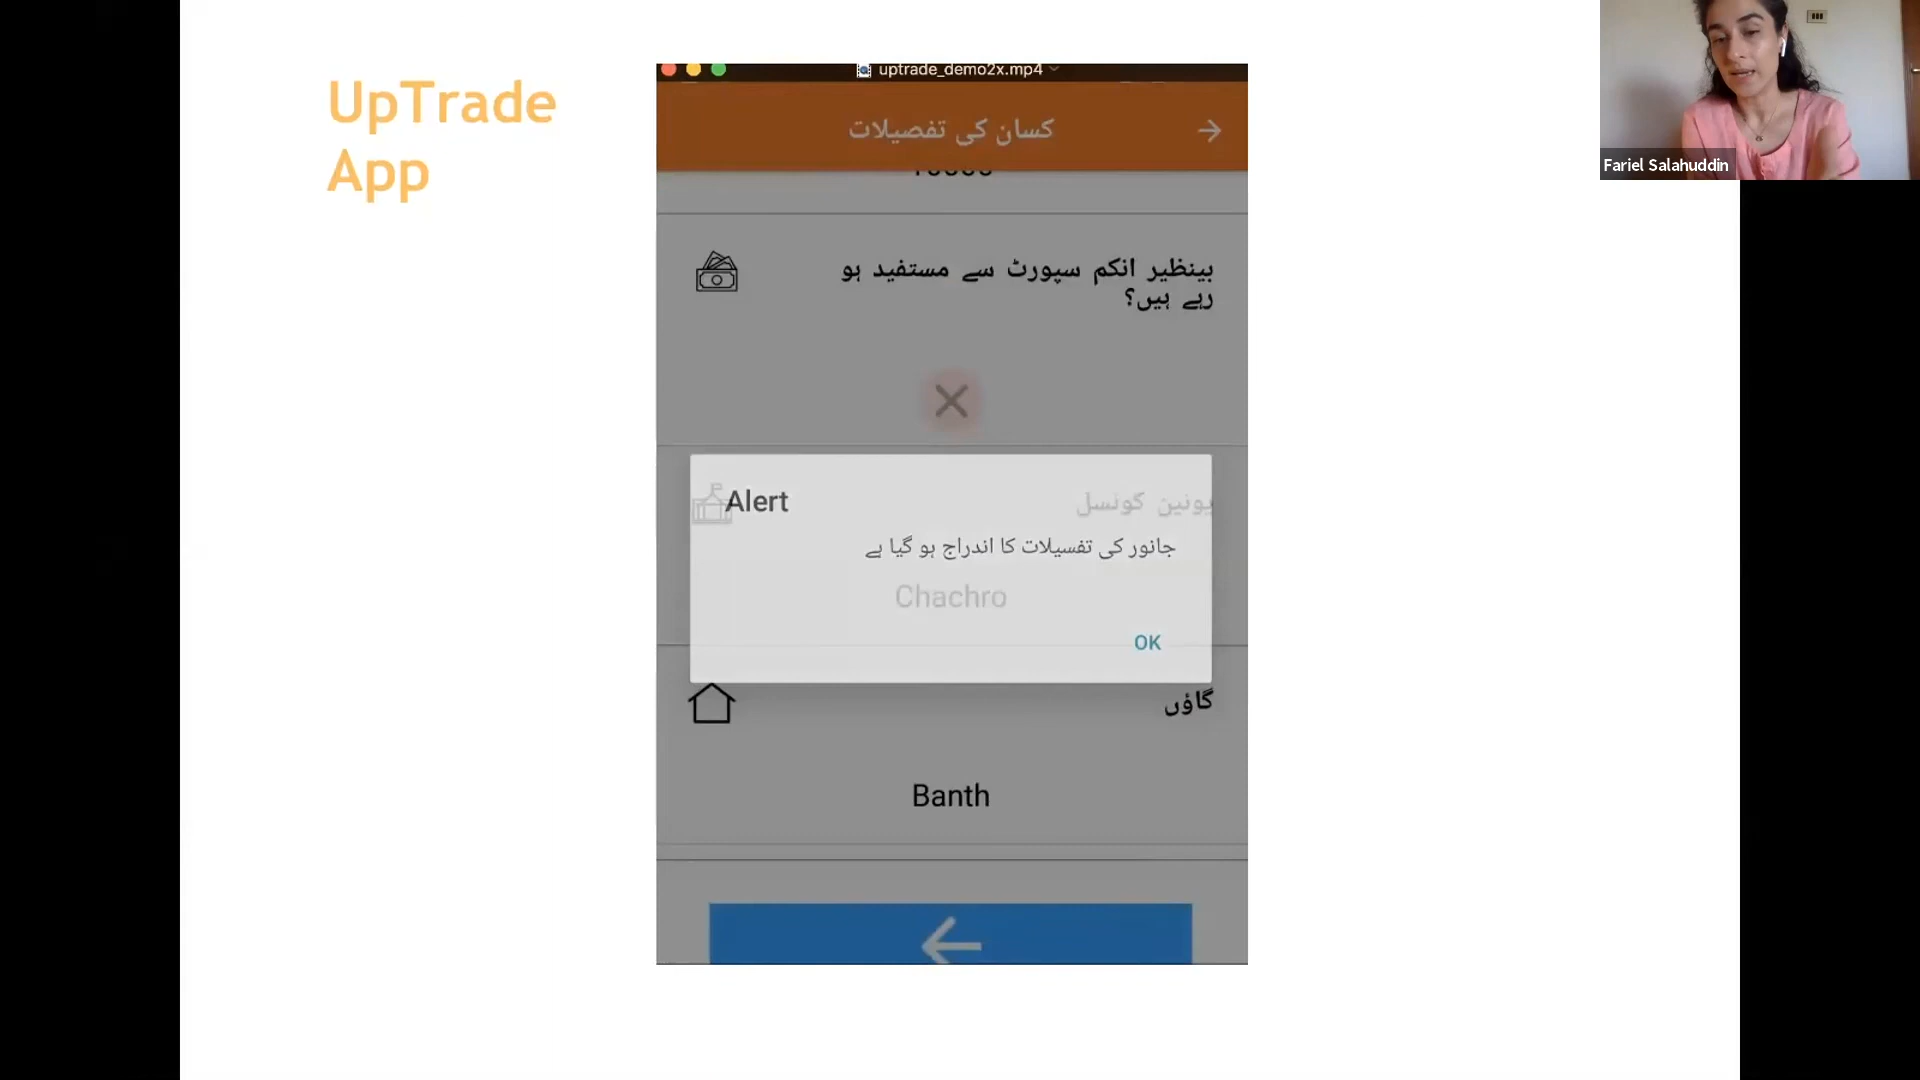 UpTrade
App
uptrade_demo2x.mp4
کسان کی تفصیلات
بینظیر انکم سپورٹ سے مستفید ہو
رہے ہیں؟
Alert
یونین کونسل
جانور کی تفسیلات کا اندراج ہو گیا ہے
Chachro
OK
گاؤں
Banth
Fariel Salahuddin